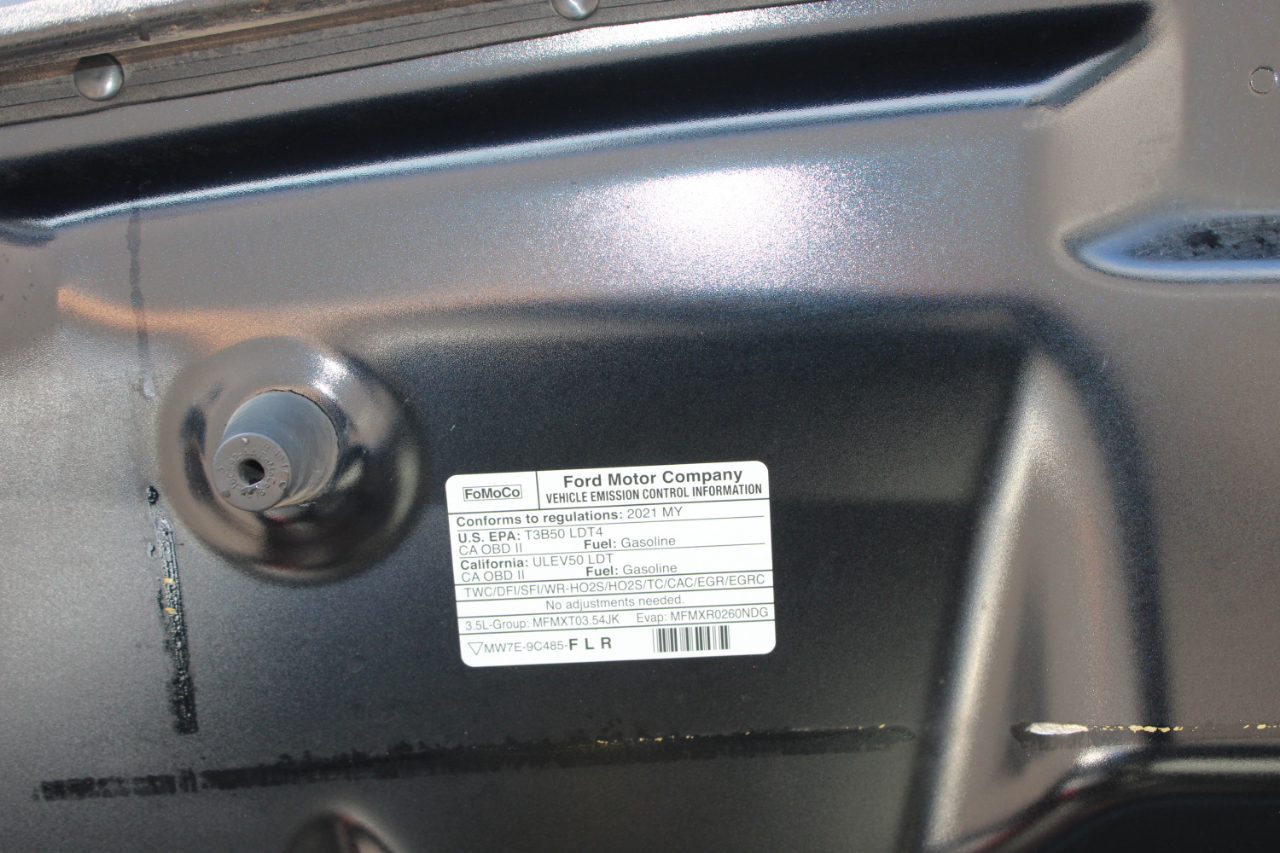 FoMoCo
Ford Motor Company
VEHICLE EMISSION CONTROL INFORMATION
Conforms to regulations: 2021 MY
U.S. EPA: T3B50 LDT4
CA OBD II Fuel: Gasoline
California: ULEV50 LDT
CA OBD II Fuel: Gasoline
TWC/DFI/SFI/WR-HO2S/HO2S/TC/CAC/EGR/EGRC
No adjustments needed.
3.5L-Group: MFMXT03.54JK Evap: MFMXR0260NDG
MW7E-9C485-F L R